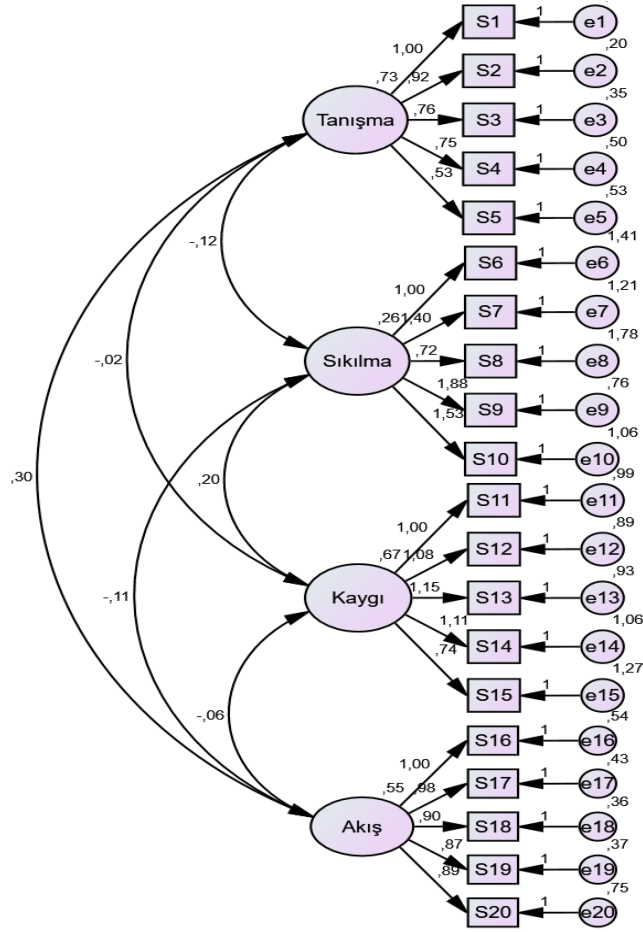 S1 1 e1
1,00 ,20
,73 ,92 S2 1 e2
,35
Tanışma ,76 S3 1 e3
,75 ,50
,53 S4 1 e4
,53
S5 1 e5
-,12 1,41
S6 1 e6
1,00 1,21
,26 1,40 S7 1 e7
1,78
-,02 Sıkılma ,72 S8 1 e8
1,88 ,76
1,53 S9 1 e9
1,06
S10 1 e10
,30 ,20 ,99
S11 1 e11
1,00 ,89
,67 1,08 S12 1 e12
,93
-,11 Kaygı 1,15 S13 1 e13
1,11 1,06
,74 S14 1 e14
1,27
S15 1 e15
-,06 ,54
S16 1 e16
1,00 ,43
,55 ,98 S17 1 e17
,36
Akış ,90 S18 1 e18
,87 ,37
,89 S19 1 e19
,75
S20 1 e20